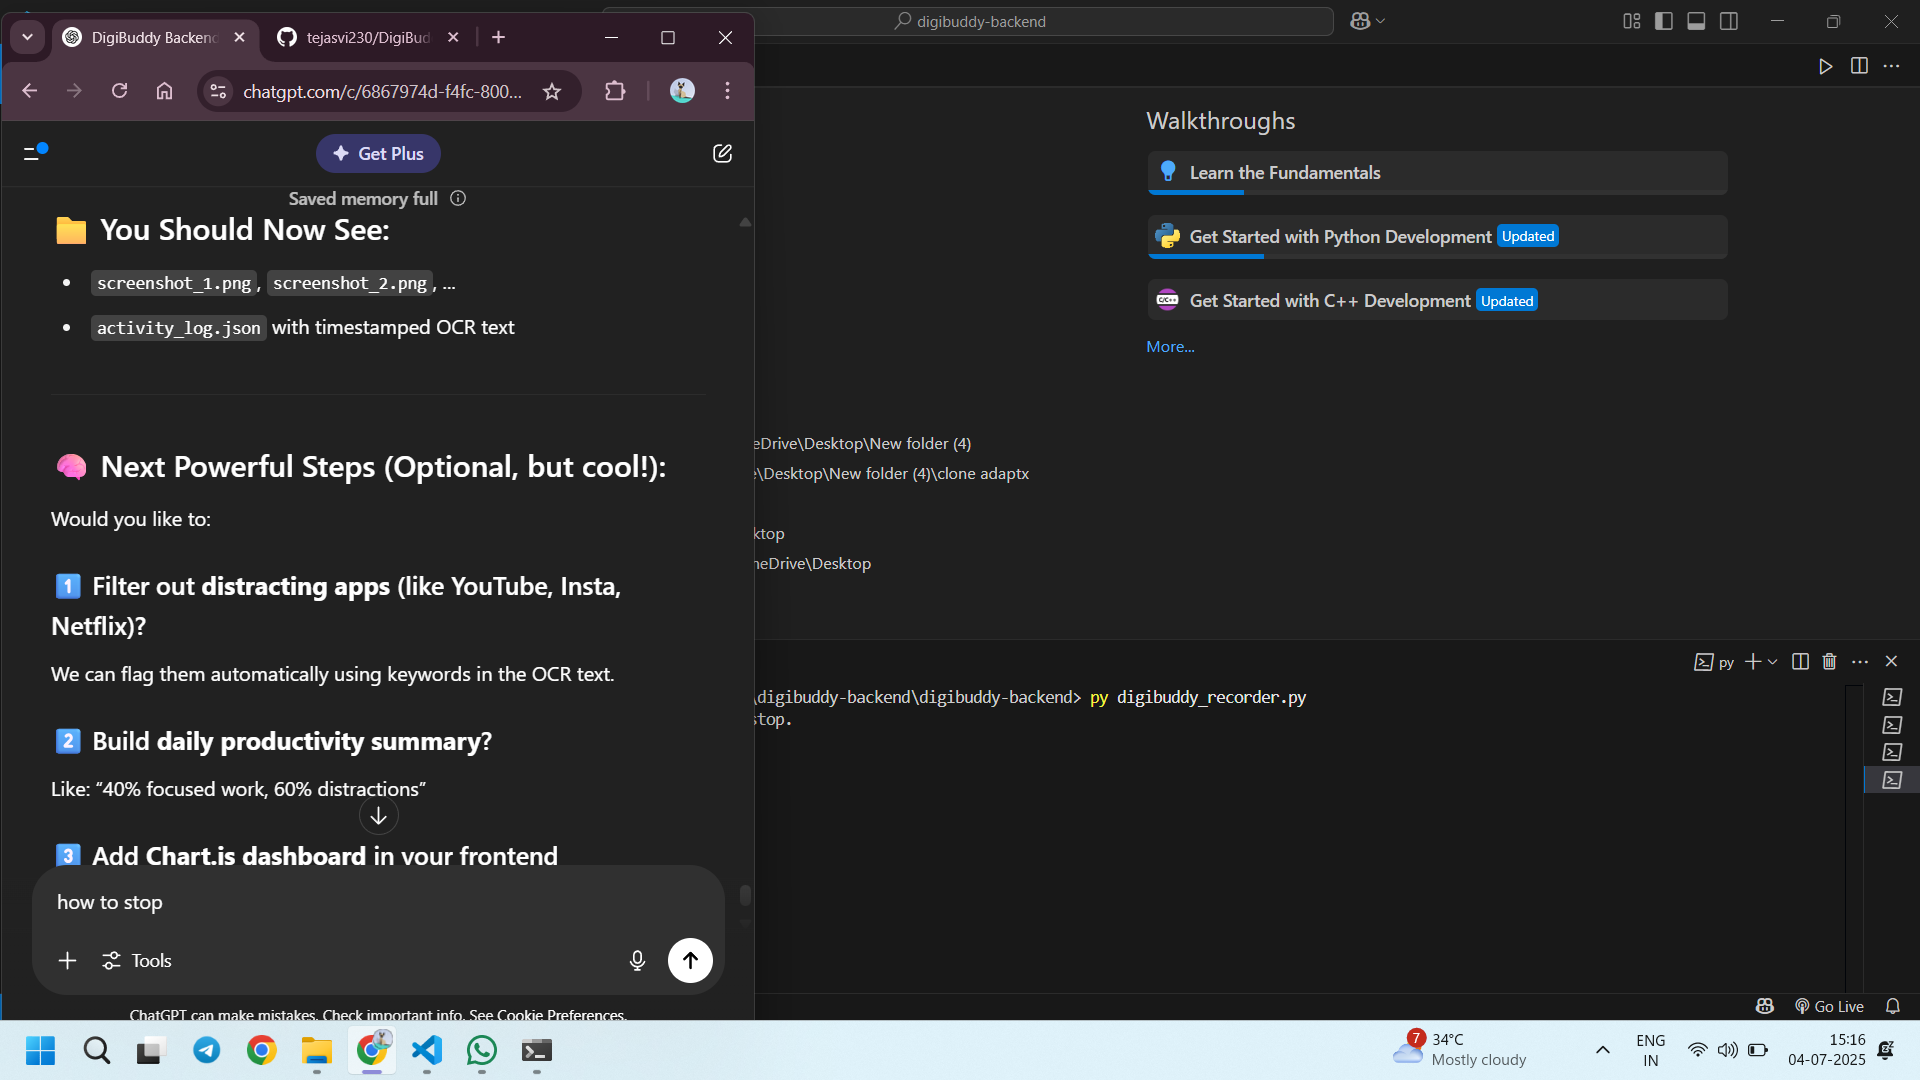 DigiBuddy Backend
tejasvi230/DigiBud
chatgpt.com/c/6867974d-f4fc-800...
Get Plus
Saved memory full
You Should Now See:
screenshot_1.png, screenshot_2.png, ...
activity_log.json with timestamped OCR text
Next Powerful Steps (Optional, but cool!):
Would you like to:
1 Filter out distracting apps (like YouTube, Insta,
Netflix)?
We can flag them automatically using keywords in the OCR text.
2 Build daily productivity summary?
Like: “40% focused work, 60% distractions”
3 Add Chart.js dashboard in your frontend
how to stop
Tools
ChatGPT can make mistakes. Check important info. See Cookie Preferences.
digibuddy-backend
Walkthroughs
Learn the Fundamentals
Get Started with Python Development Updated
Get Started with C++ Development Updated
More...
eDrive\Desktop\New folder (4)
\Desktop\New folder (4)\clone adaptx
ktop
neDrive\Desktop
py
\digibuddy-backend\digibuddy-backend> py digibuddy_recorder.py
stop.
Go Live
7
34°C
Mostly cloudy
ENG
IN
15:16
04-07-2025